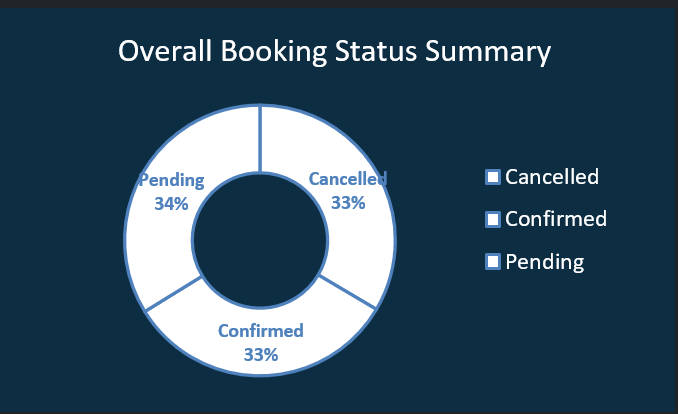 Overall Booking Status Summary
Pending
34%
Cancelled
33%
Confirmed
33%
Cancelled
Confirmed
Pending